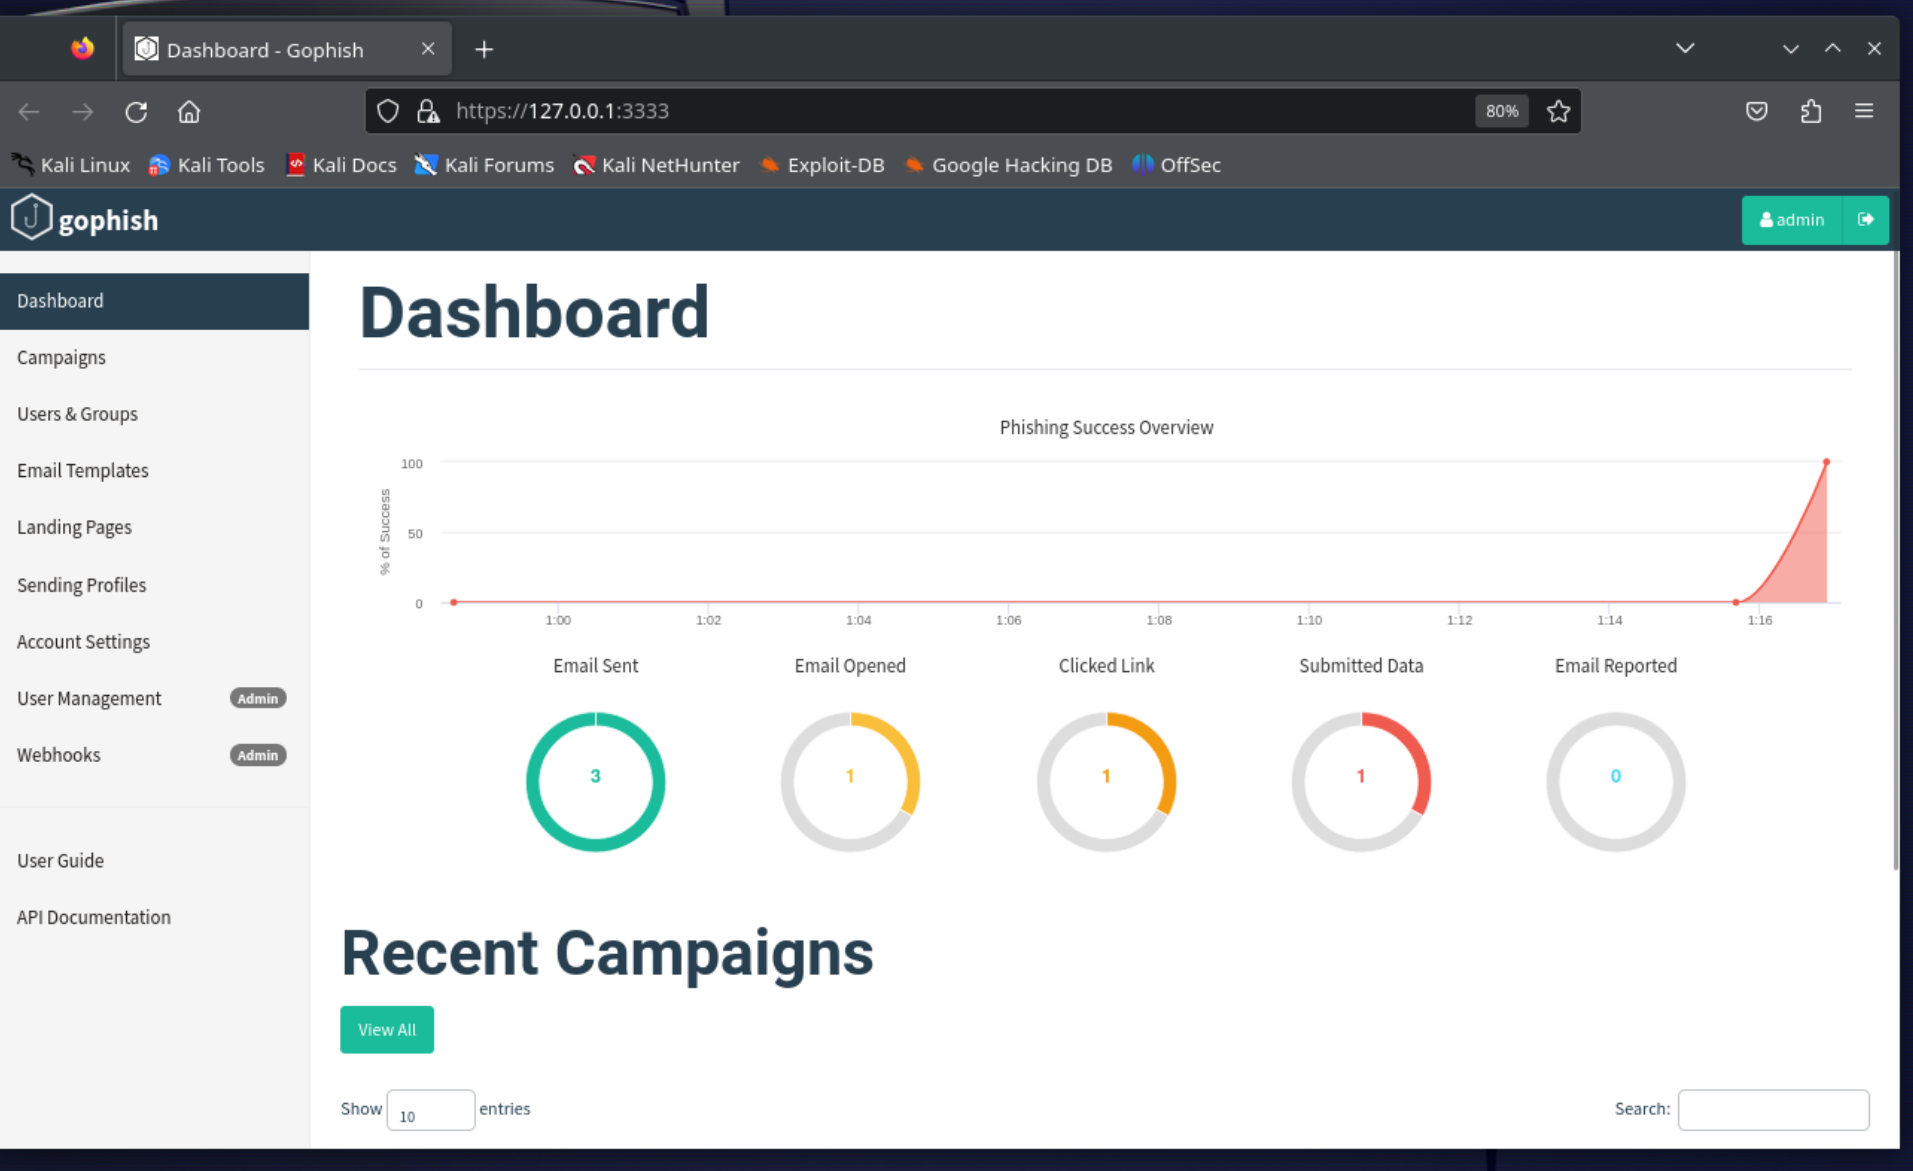 Dashboard - Gophish
https://127.0.0.1:3333
80%
Kali Linux Kali Tools Kali Docs Kali Forums Kali NetHunter Exploit-DB Google Hacking DB OffSec
gophish
admin
Dashboard
Campaigns
Users & Groups
Email Templates
Landing Pages
Sending Profiles
Account Settings
User Management Admin
Webhooks Admin
User Guide
API Documentation
Dashboard
Phishing Success Overview
% of Success
100
50
0
1:00 1:02 1:04 1:06 1:08 1:10 1:12 1:14 1:16
Email Sent Email Opened Clicked Link Submitted Data Email Reported
3 1 1 1 0
Recent Campaigns
View All
Show 10 entries
Search: